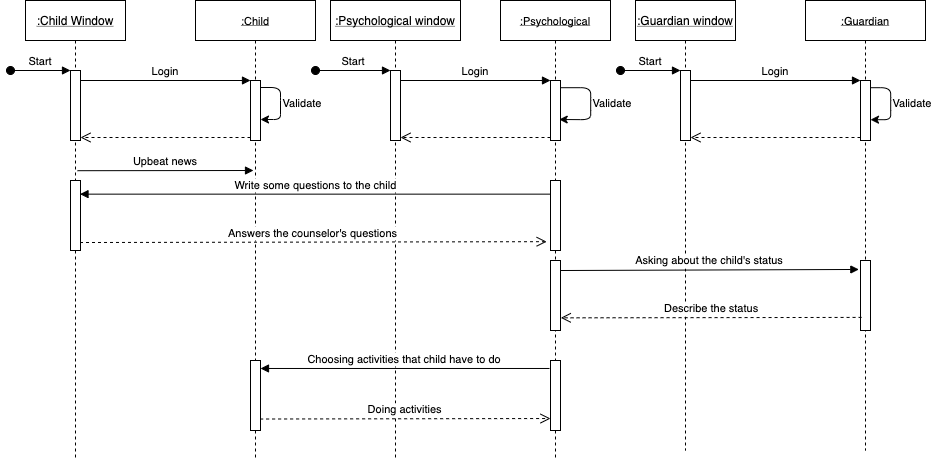 :Child Window
:Child
:Psychological window
:Psychological
:Guardian window
:Guardian
Start
Login
Validate
Start
Login
Validate
Start
Login
Validate
Upbeat news
Write some questions to the child
Answers the counselor's questions
Asking about the child's status
Describe the status
Choosing activities that child have to do
Doing activities